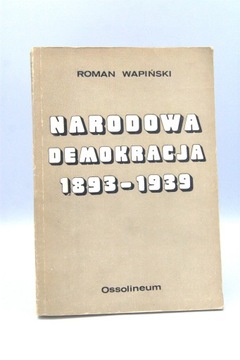 ROMAN WAPIŃSKI
NARODOWA
DEMOKRACJA
1893-1939
Ossolineum